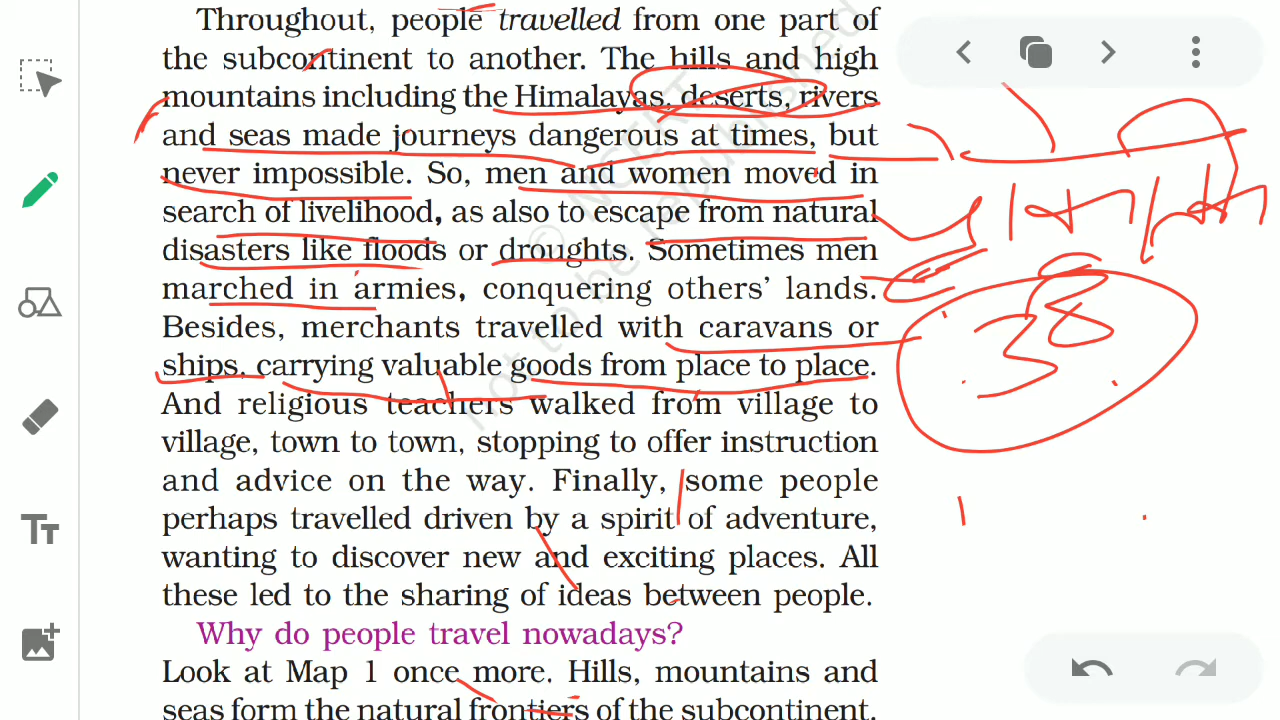 Throughout, people travelled from one part of
the subcontinent to another. The hills and high
mountains including the Himalayas, deserts, rivers
and seas made journeys dangerous at times, but
never impossible. So, men and women moved in
search of livelihood, as also to escape from natural
disasters like floods or droughts. Sometimes men
marched in armies, conquering others' lands.
Besides, merchants travelled with caravans or
ships, carrying valuable goods from place to place.
And religious teachers walked from village to
village, town to town, stopping to offer instruction
and advice on the way. Finally, some people
perhaps travelled driven by a spirit of adventure,
wanting to discover new and exciting places. All
these led to the sharing of ideas between people.
Why do people travel nowadays?
Look at Map 1 once more. Hills, mountains and
seas form the natural frontiers of the subcontinent.
© NCERT
not to be republished
38
Tт